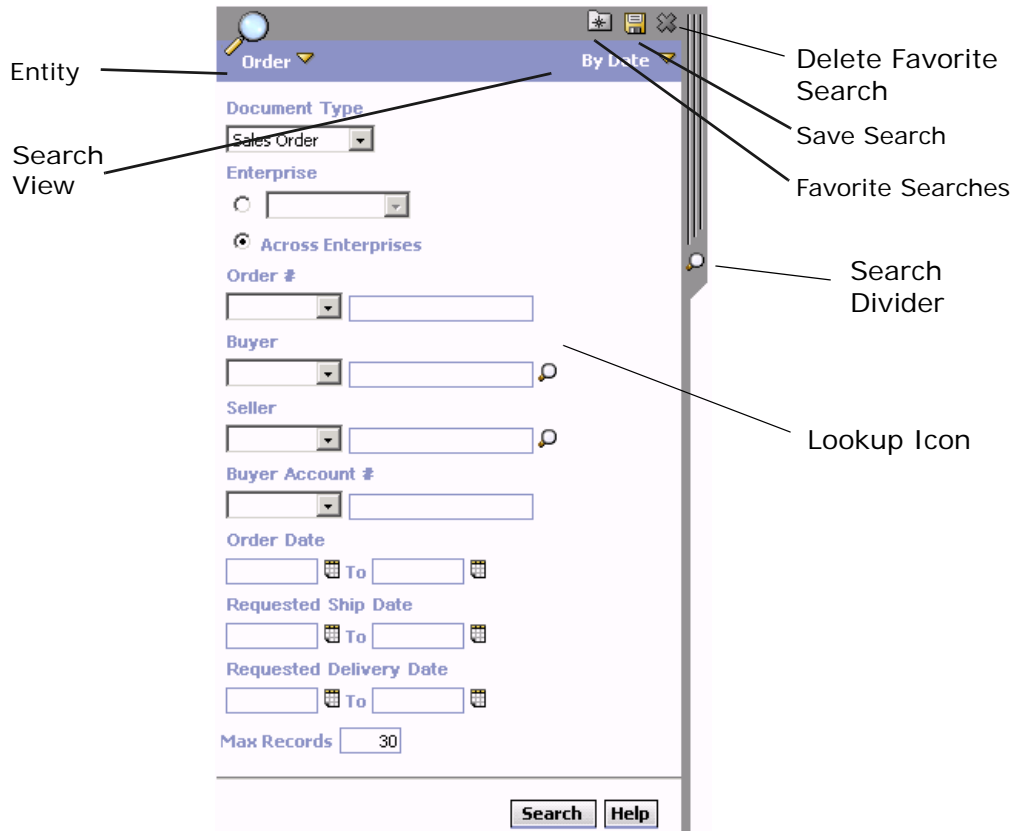 Order
By Date
Entity
Delete Favorite
Search
Document Type
Sales Order
Save Search
Search
View
Enterprise
Favorite Searches
Across Enterprises
Order #
Search
Divider
Buyer
Seller
Lookup Icon
Buyer Account #
Order Date
To
Requested Ship Date
To
Requested Delivery Date
To
Max Records 30
Search Help